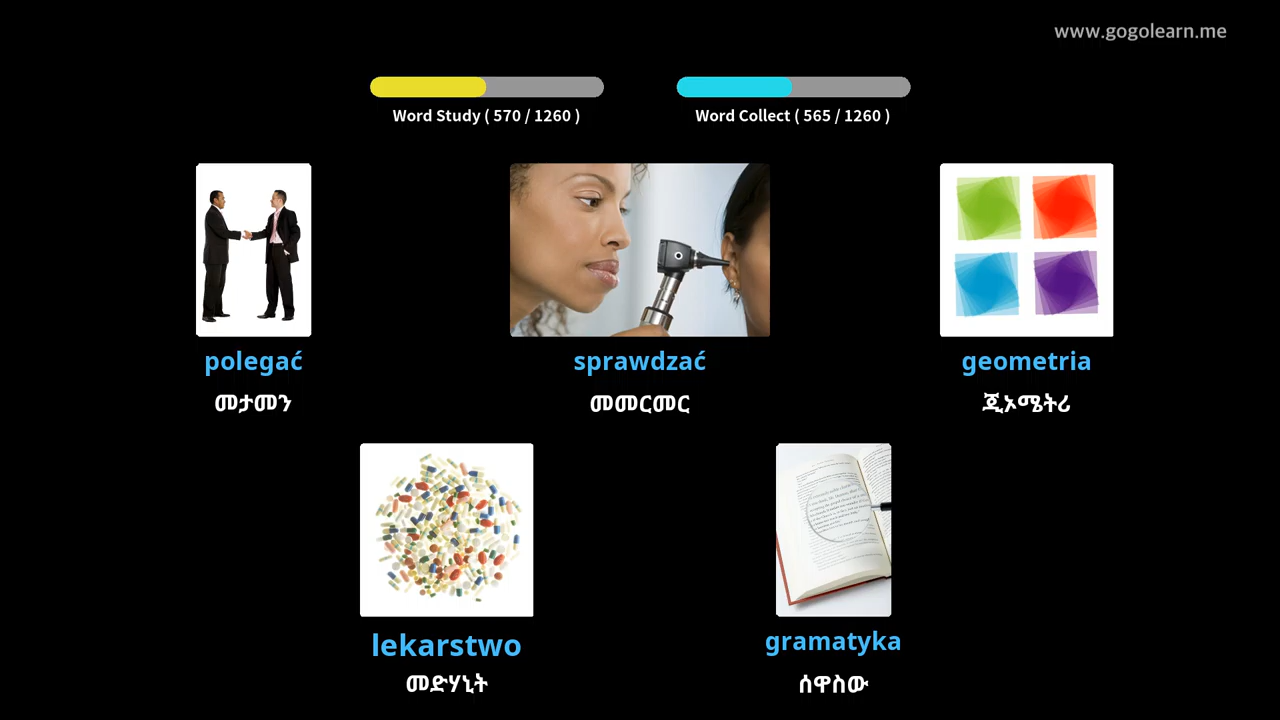 www.gogolearn.me
Word Study ( 570 / 1260 )
Word Collect ( 565 / 1260 )
polegać
sprawdzać
geometria
መታመን
መመርመር
ጂኦሜትሪ
lekarstwo
gramatyka
መድሃኒት
ሰዋስው